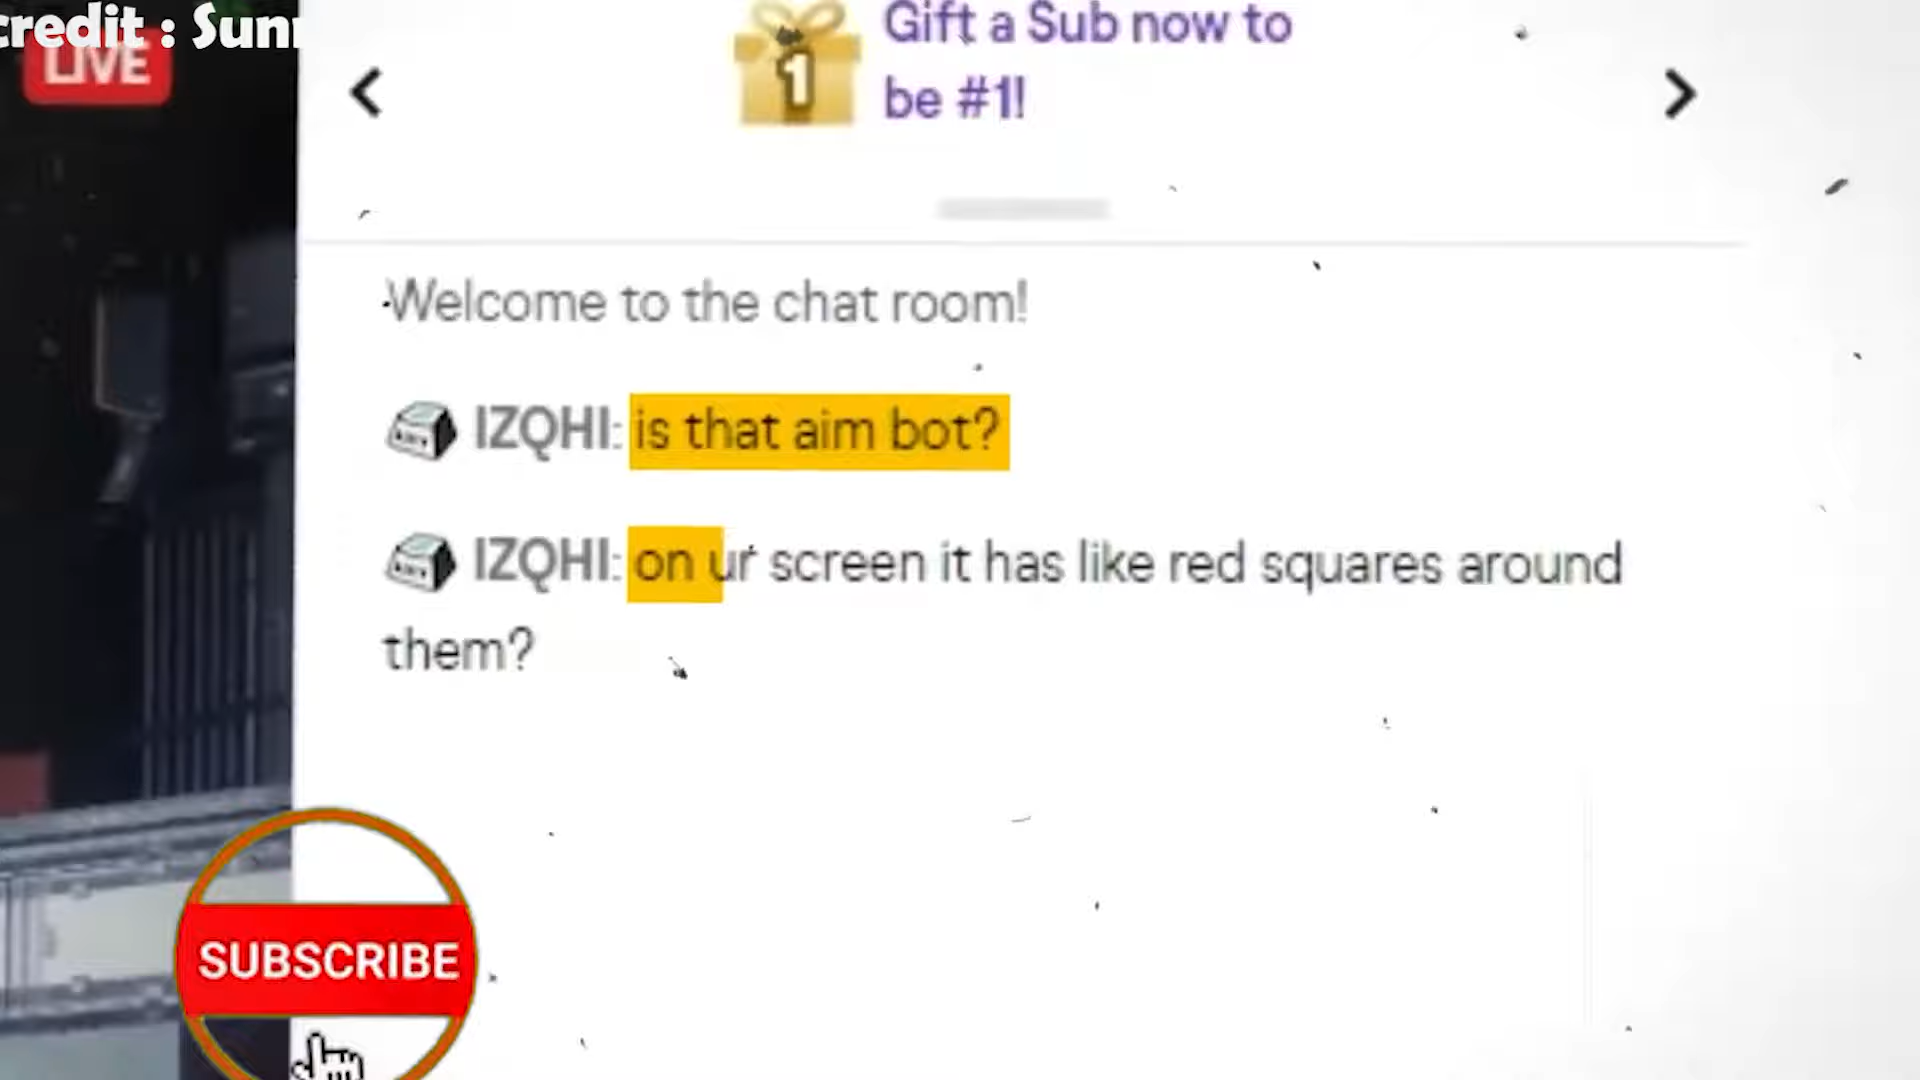 credit : Sun
LIVE
Gift a Sub now to
be #1!
1
Welcome to the chat room!
IZQHI: is that aim bot?
IZQHI: on ur screen it has like red squares around
them?
SUBSCRIBE